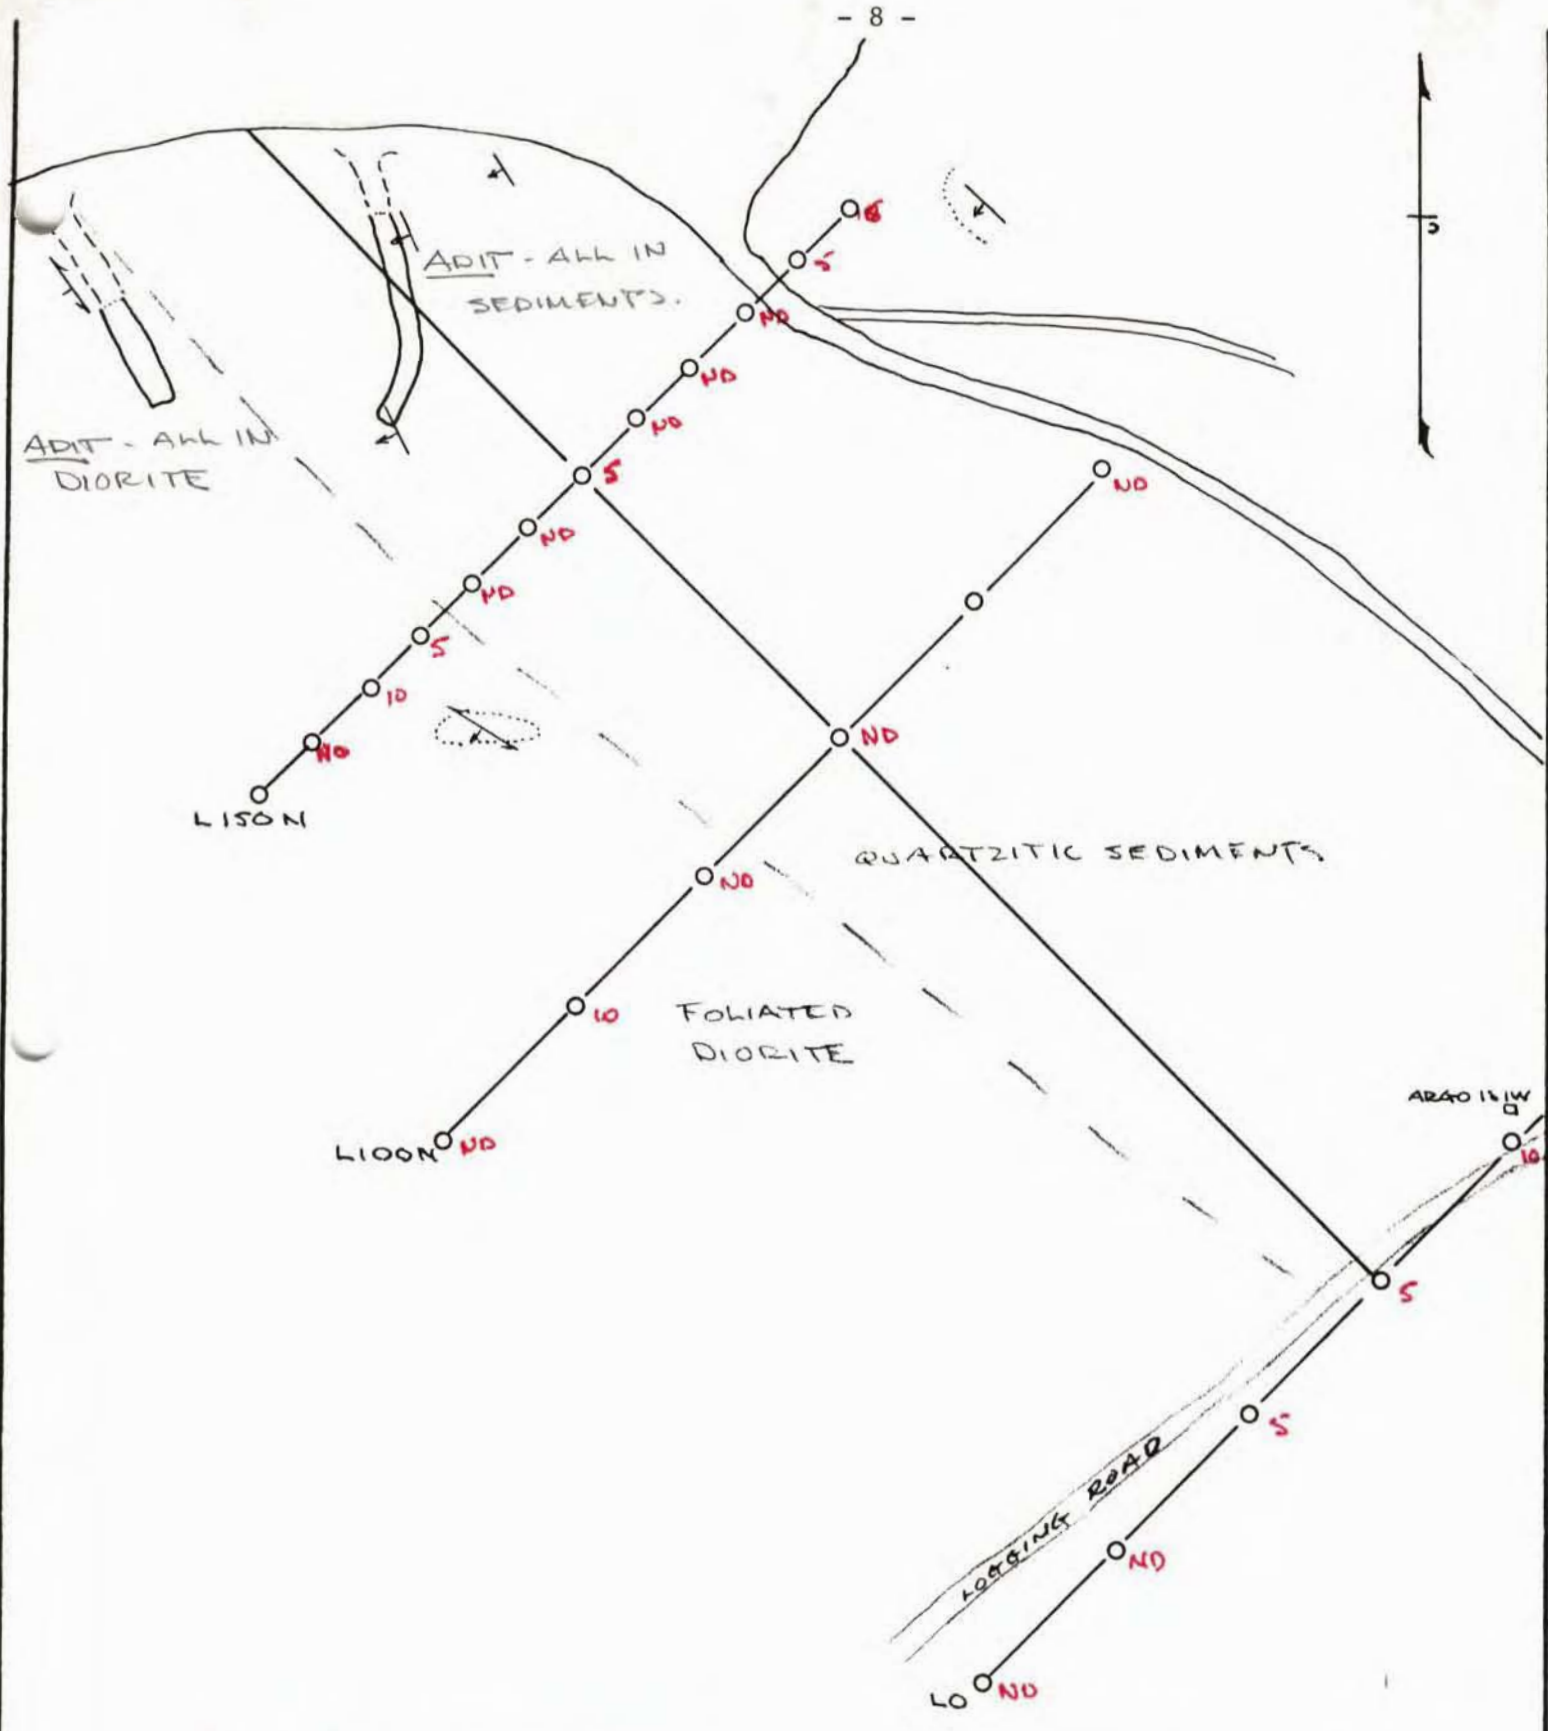 - 8 -
5
ND
ADIT - ALL IN
SEDIMENTS.
ND
ND
ADIT - ALL IN
DIORITE
5
ND
ND
ND
5
10
ND
ND
L150N
QUARTZITIC SEDIMENTS
ND
10
FOLIATED
DIORITE
L100N
ND
10
5
5
LOGGING ROAD
ND
L0
ND